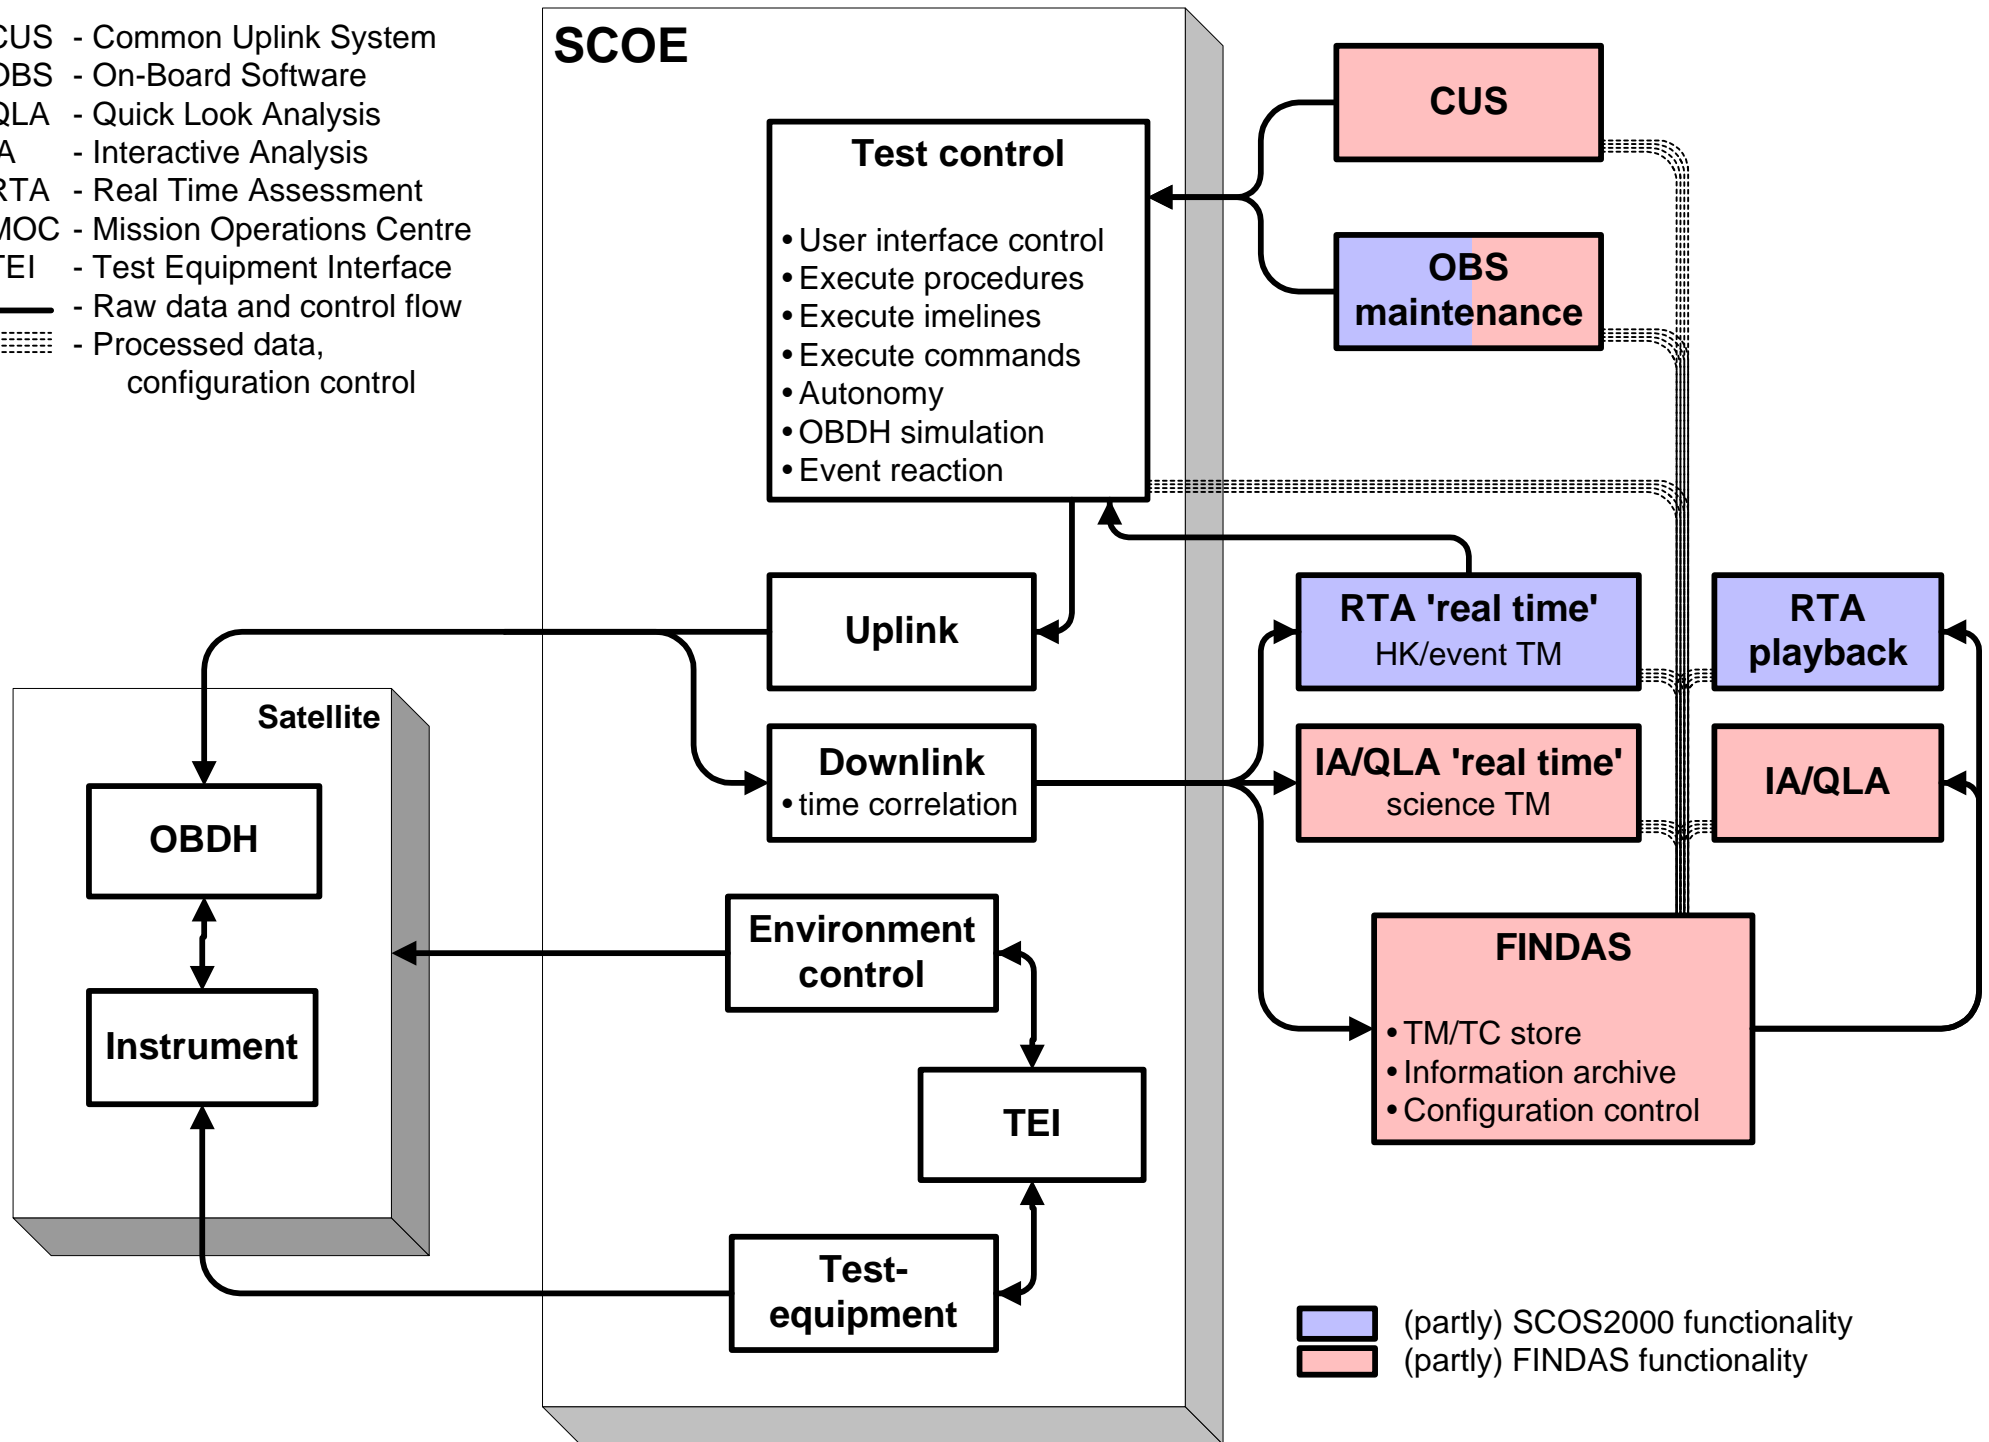 CUS - Common Uplink System
OBS - On-Board Software
QLA - Quick Look Analysis
IA - Interactive Analysis
RTA - Real Time Assessment
MOC - Mission Operations Centre
TEI - Test Equipment Interface
- Raw data and control flow
- Processed data,
configuration control
SCOE
Test control
• User interface control
• Execute procedures
• Execute imelines
• Execute commands
• Autonomy
• OBDH simulation
• Event reaction
CUS
OBS
maintenance
Uplink
RTA 'real time'
HK/event TM
RTA
playback
Downlink
• time correlation
IA/QLA 'real time'
science TM
IA/QLA
Satellite
OBDH
Instrument
Environment
control
TEI
Test-
equipment
FINDAS
• TM/TC store
• Information archive
• Configuration control
(partly) SCOS2000 functionality
(partly) FINDAS functionality